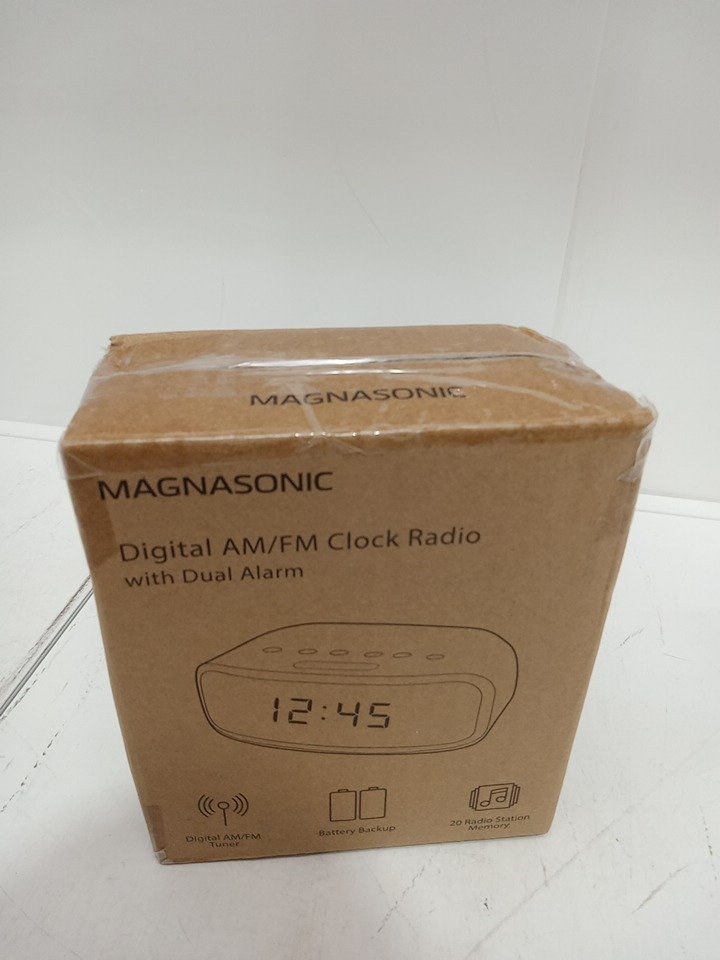 MAGNASONIC
MAGNASONIC
Digital AM/FM Clock Radio
with Dual Alarm
12:45
Digital AM/FM
Tuner
Battery Backup
20 Radio Station
Memory